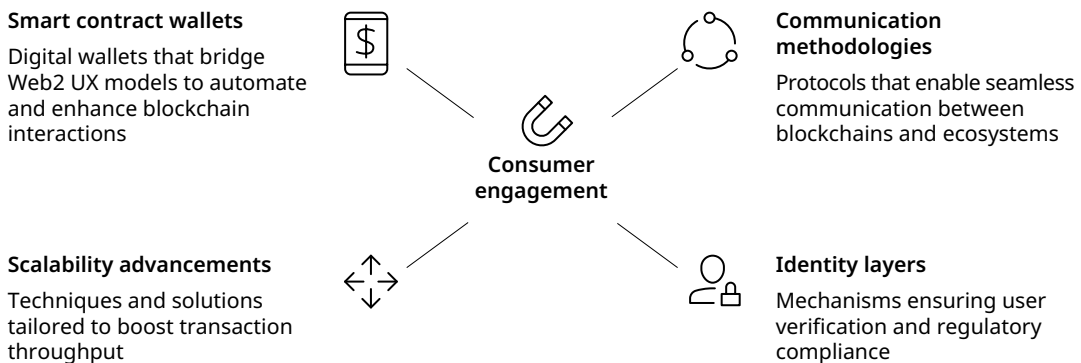 Smart contract wallets
Digital wallets that bridge
Web2 UX models to automate
and enhance blockchain
interactions
$
Communication
methodologies
Protocols that enable seamless
communication between
blockchains and ecosystems
Consumer
engagement
Scalability advancements
Techniques and solutions
tailored to boost transaction
throughput
Identity layers
Mechanisms ensuring user
verification and regulatory
compliance